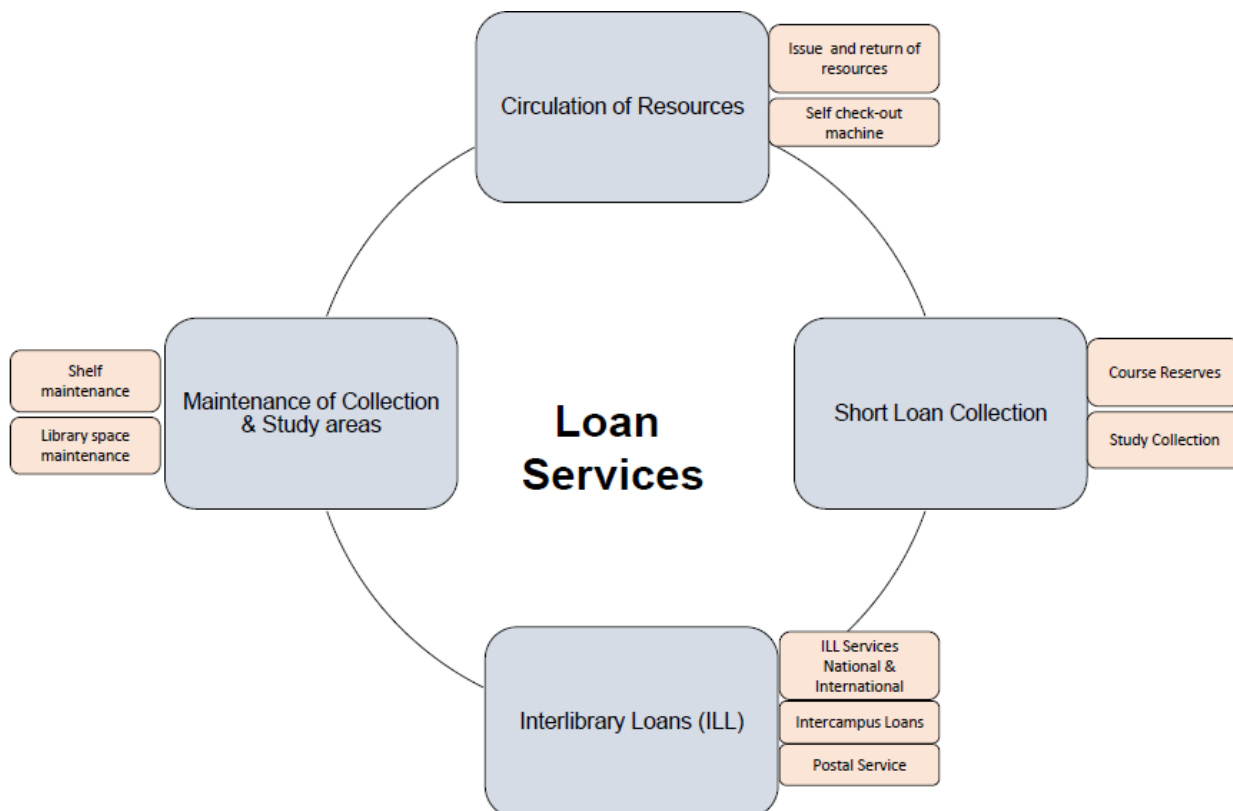 Circulation of Resources
Issue and return of
resources
Self check-out
machine
Short Loan Collection
Course Reserves
Study Collection
Interlibrary Loans (ILL)
ILL Services
National &
International
Intercampus Loans
Postal Service
Maintenance of Collection
& Study areas
Shelf
maintenance
Library space
maintenance
Loan
Services